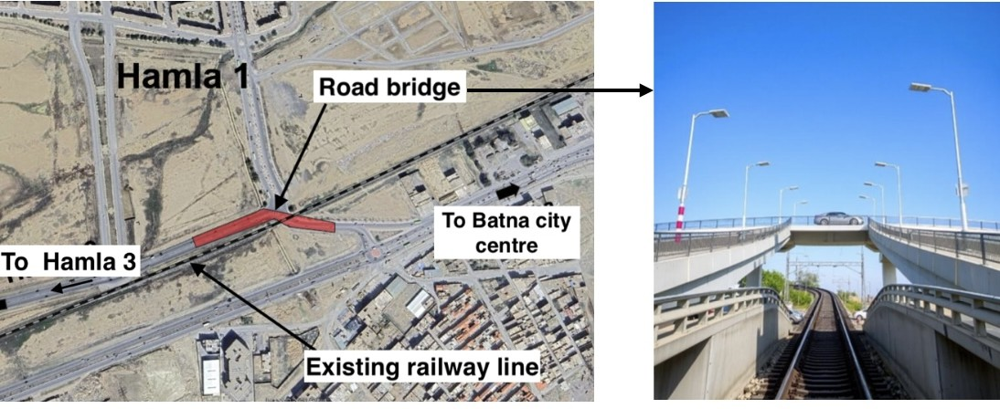 Hamla 1
Road bridge
To Batna city
centre
To Hamla 3
Existing railway line